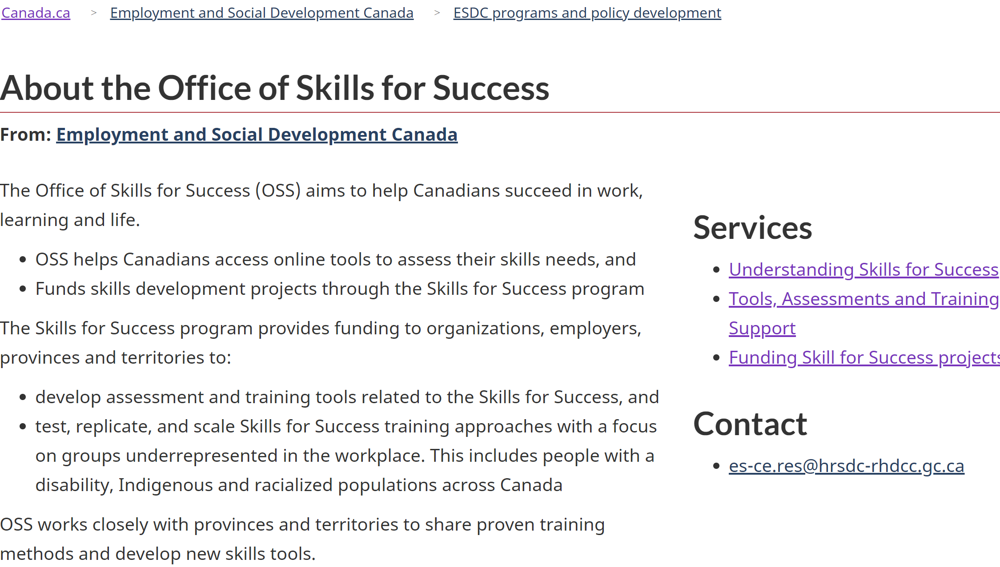 Canada.ca > Employment and Social Development Canada > ESDC programs and policy development
About the Office of Skills for Success
From: Employment and Social Development Canada
The Office of Skills for Success (OSS) aims to help Canadians succeed in work,
learning and life.
• OSS helps Canadians access online tools to assess their skills needs, and
• Funds skills development projects through the Skills for Success program
The Skills for Success program provides funding to organizations, employers,
provinces and territories to:
• develop assessment and training tools related to the Skills for Success, and
• test, replicate, and scale Skills for Success training approaches with a focus
on groups underrepresented in the workplace. This includes people with a
disability, Indigenous and racialized populations across Canada
OSS works closely with provinces and territories to share proven training
methods and develop new skills tools.
Services
• Understanding Skills for Success
• Tools, Assessments and Training
Support
• Funding Skill for Success projects
Contact
• es-ce.res@hrsdc-rhdcc.gc.ca